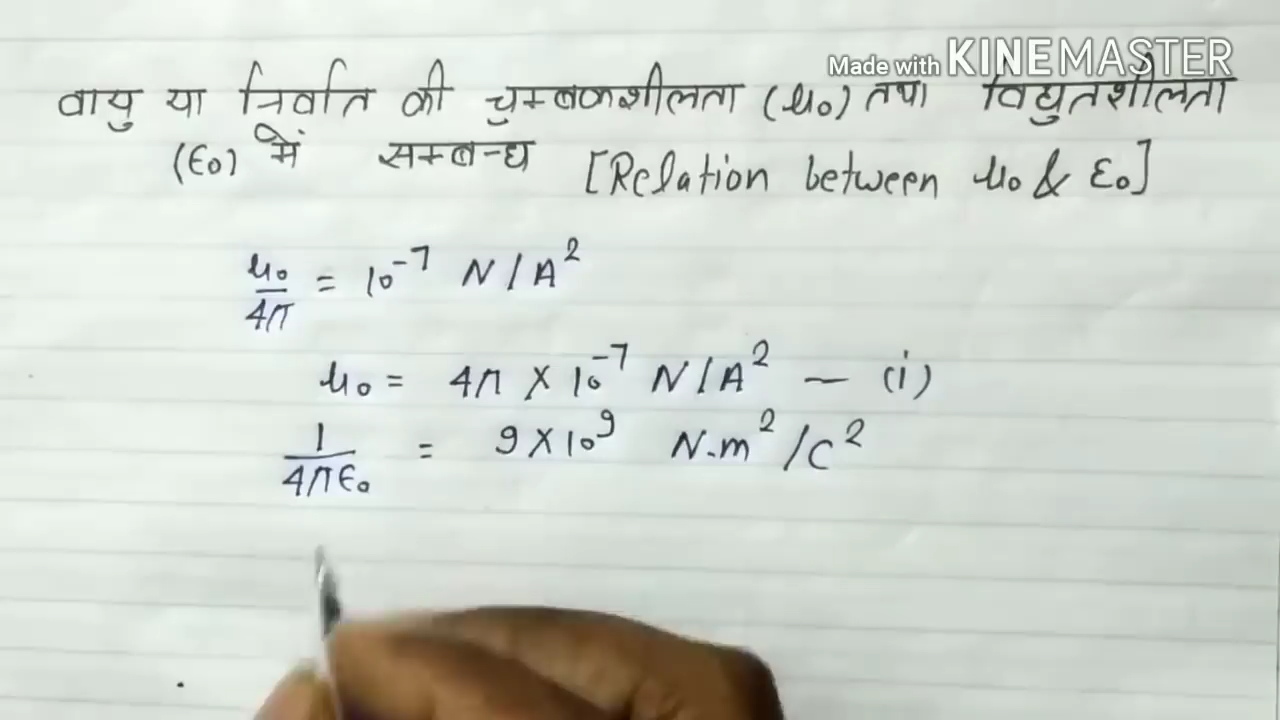 Made with KINEMASTER
वायु या निर्वात की चुम्बकशीलता (μ₀) तथा विद्युतशीलता
(ε₀) में सम्बन्ध [Relation between μ₀ & ε₀]
μ₀/4π = 10⁻⁷ N/A²
μ₀ = 4π × 10⁻⁷ N/A² — (i)
1/4πε₀ = 9×10⁹ N.m²/C²